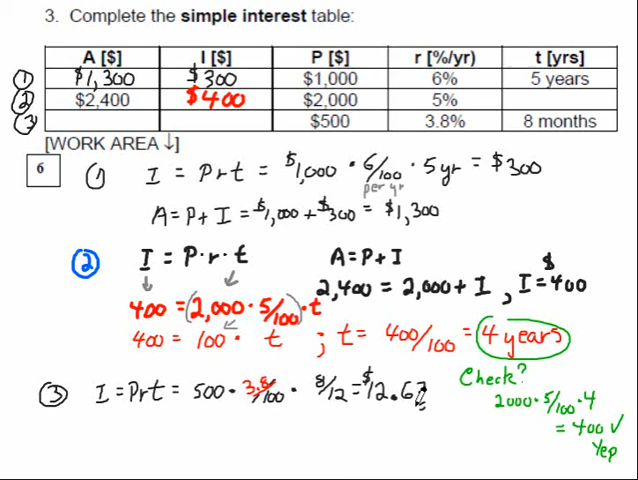 3. Complete the simple interest table:
A [$] I [$] P [$] r [%/yr] t [yrs]
① $1,300 $300 $1,000 6% 5 years
② $2,400 $400 $2,000 5%
③ $500 3.8% 8 months
[WORK AREA ↓]
6
① I = Prt = $1,000 · 6/100 · 5yr = $300
per yr
A = P + I = $1,000 + $300 = $1,300
② I = P·r·t A = P + I
2,400 = 2,000 + I , I = $400
400 = (2,000 · 5/100) · t
400 = 100 · t ; t = 400/100 = 4 years
③ I = Prt = 500 · 3.8/100 · 8/12 = $12.67
Check?
2000 · 5/100 · 4
= 400 ✓
Yep